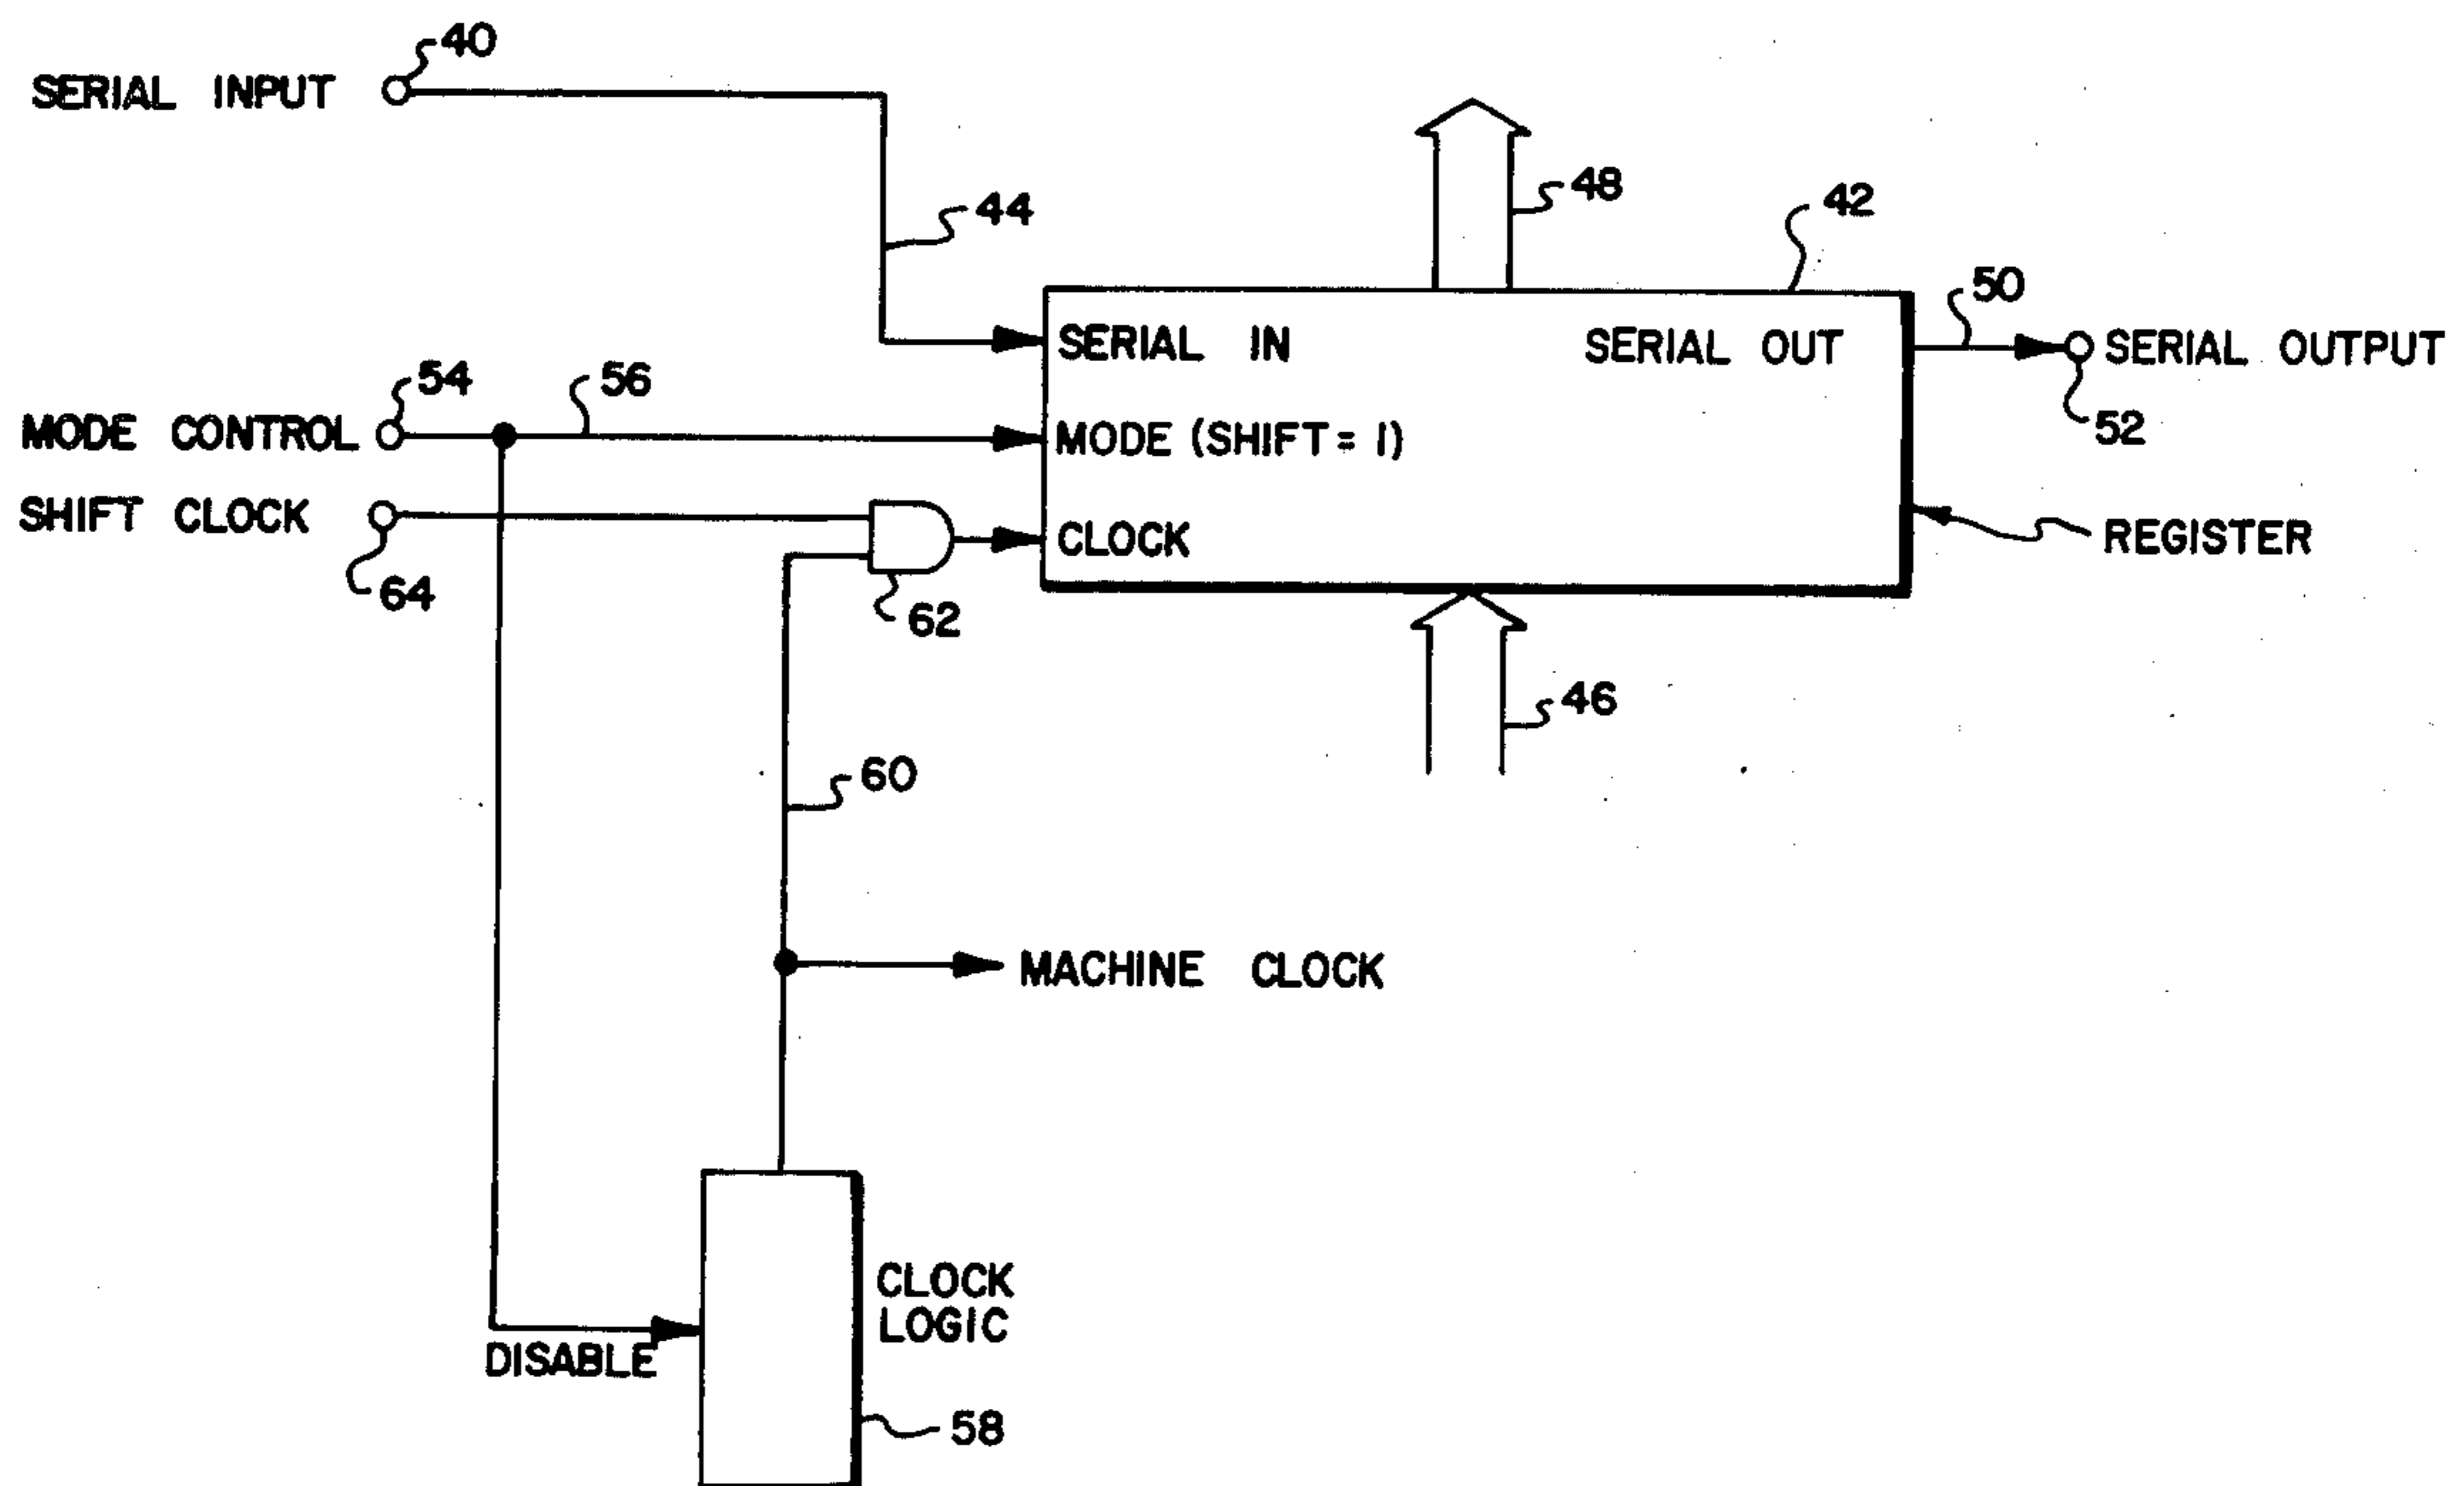 40
SERIAL INPUT
48
42
44
50
SERIAL IN
SERIAL OUT
SERIAL OUTPUT
54
56
52
MODE CONTROL
MODE (SHIFT = 1)
SHIFT CLOCK
CLOCK
REGISTER
64
62
46
60
MACHINE CLOCK
CLOCK
LOGIC
DISABLE
58